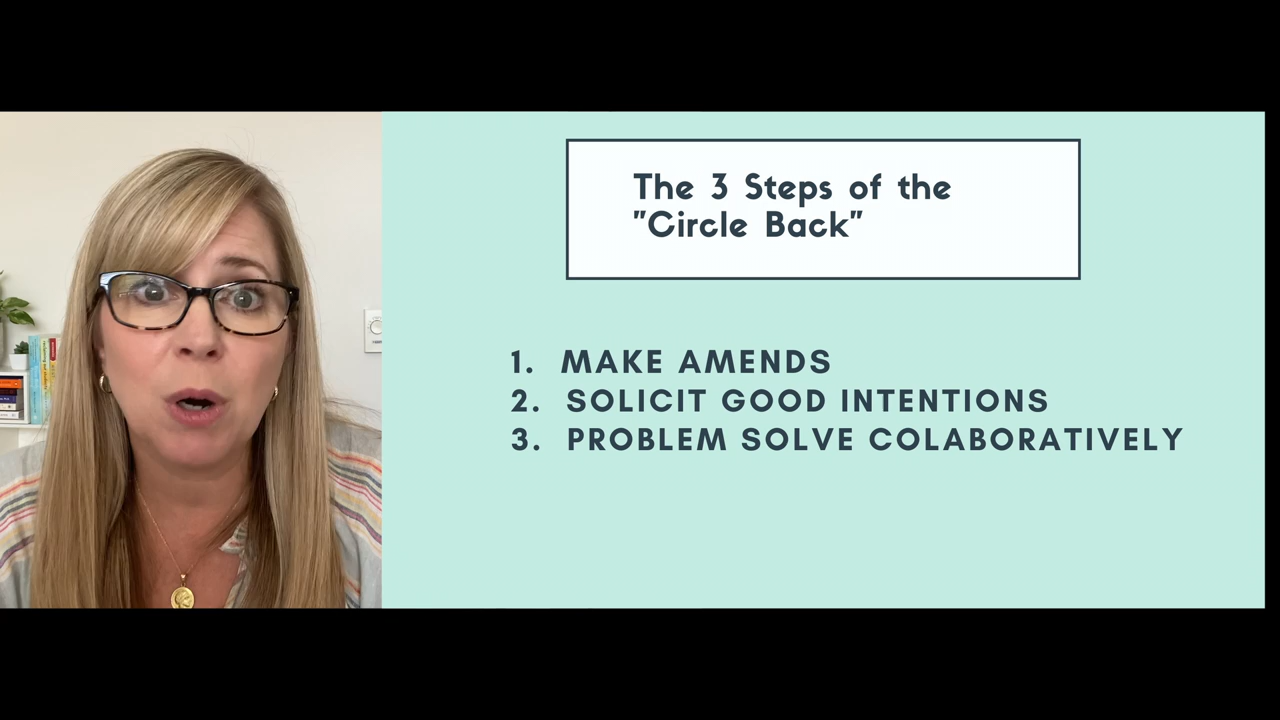 The 3 Steps of the
"Circle Back"
1. MAKE AMENDS
2. SOLICIT GOOD INTENTIONS
3. PROBLEM SOLVE COLABORATIVELY